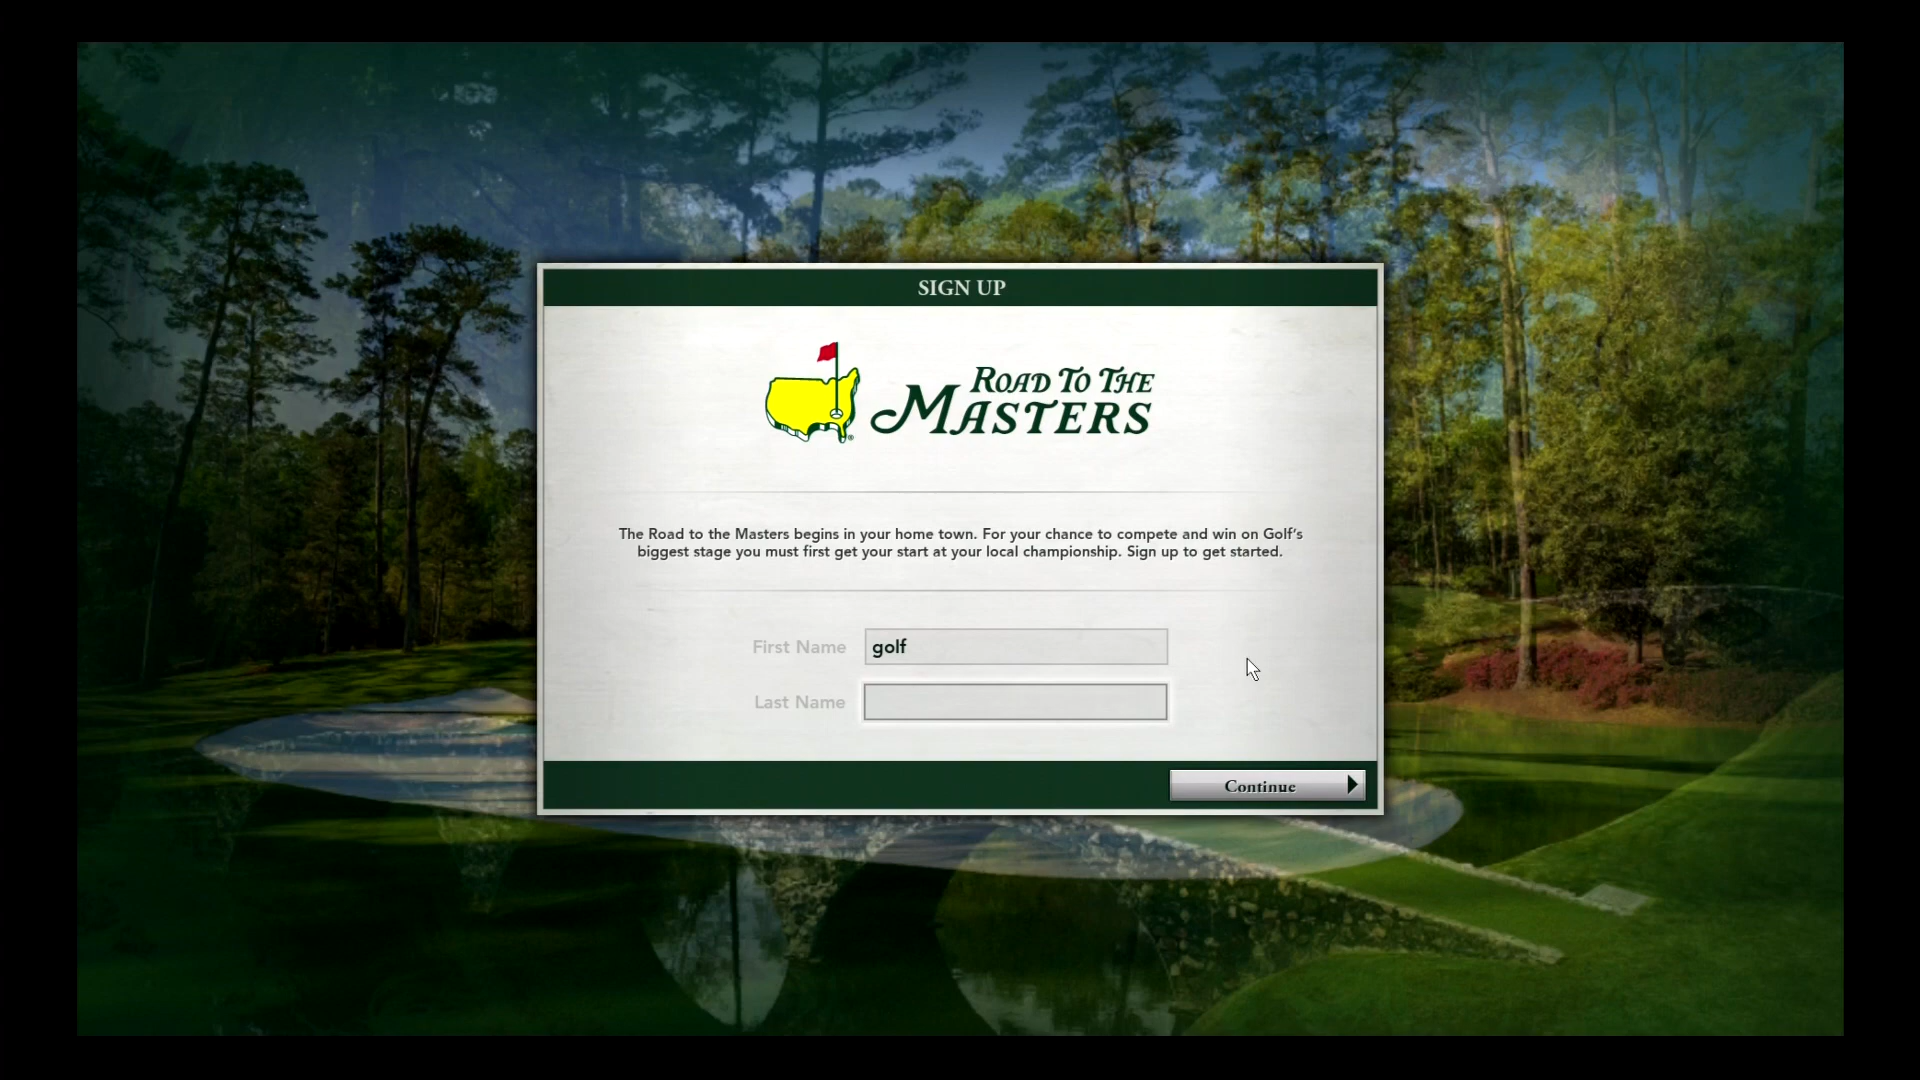 SIGN UP
ROAD TO THE
MASTERS
®
The Road to the Masters begins in your home town. For your chance to compete and win on Golf's
biggest stage you must first get your start at your local championship. Sign up to get started.
First Name golf
Last Name
Continue